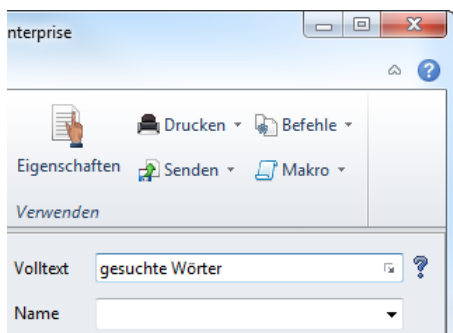 nterprise
Drucken Befehle
Eigenschaften Senden Makro
Verwenden
Volltext gesuchte Wörter
Name